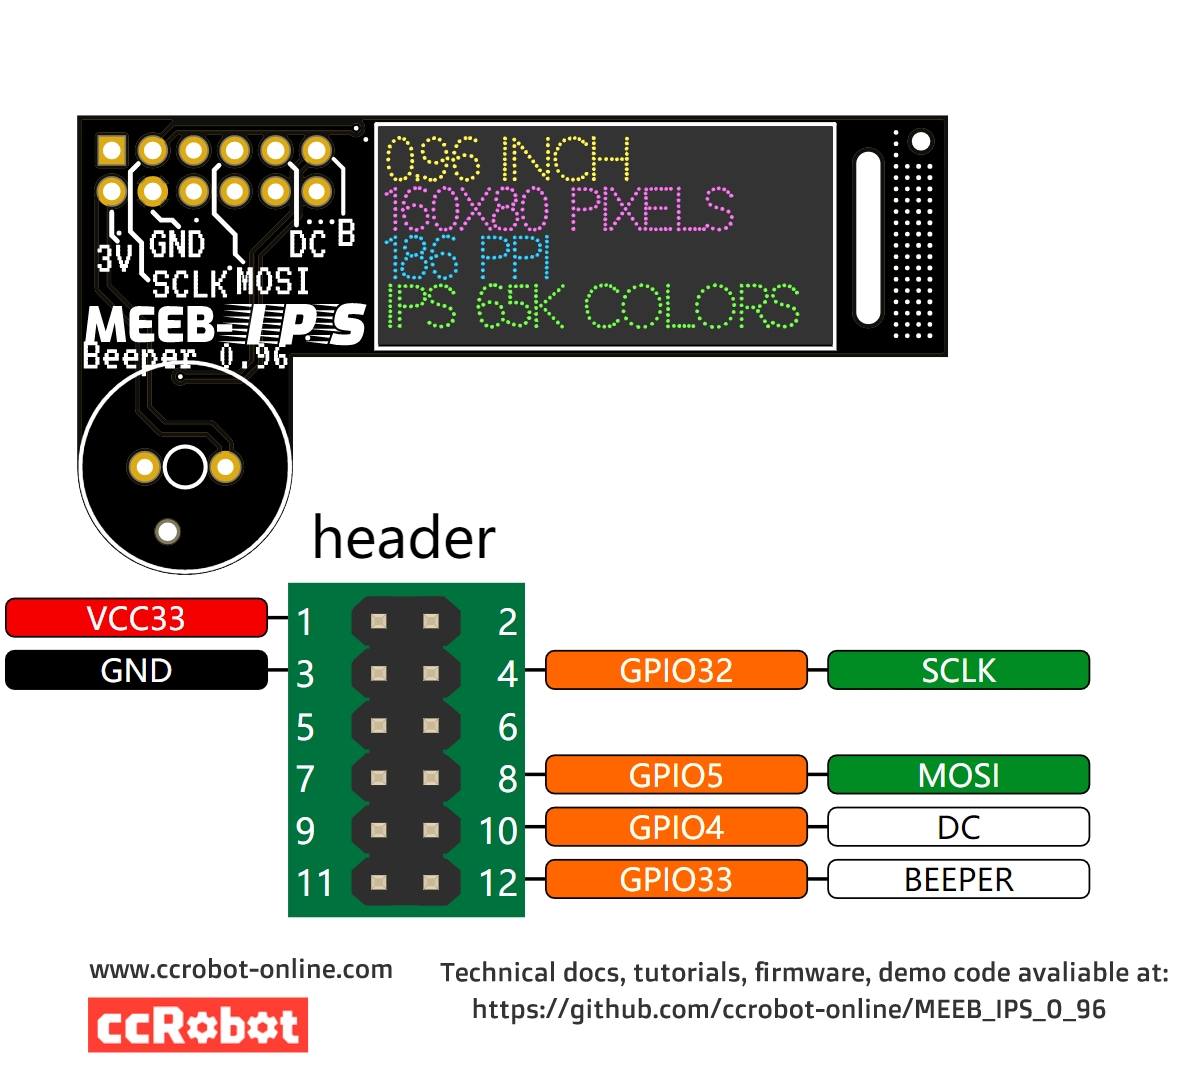 0.96 INCH
160X80 PIXELS
186 PPI
IPS 65K COLORS
3V
GND
DC
B
SCLK
MOSI
MEEB-IPS
Beeper 0.96
header
VCC33
1
2
GND
3
4
GPIO32
SCLK
5
6
7
8
GPIO5
MOSI
9
10
GPIO4
DC
11
12
GPIO33
BEEPER
www.ccrobot-online.com
ccRobot
Technical docs, tutorials, firmware, demo code avaliable at:
https://github.com/ccrobot-online/MEEB_IPS_0_96